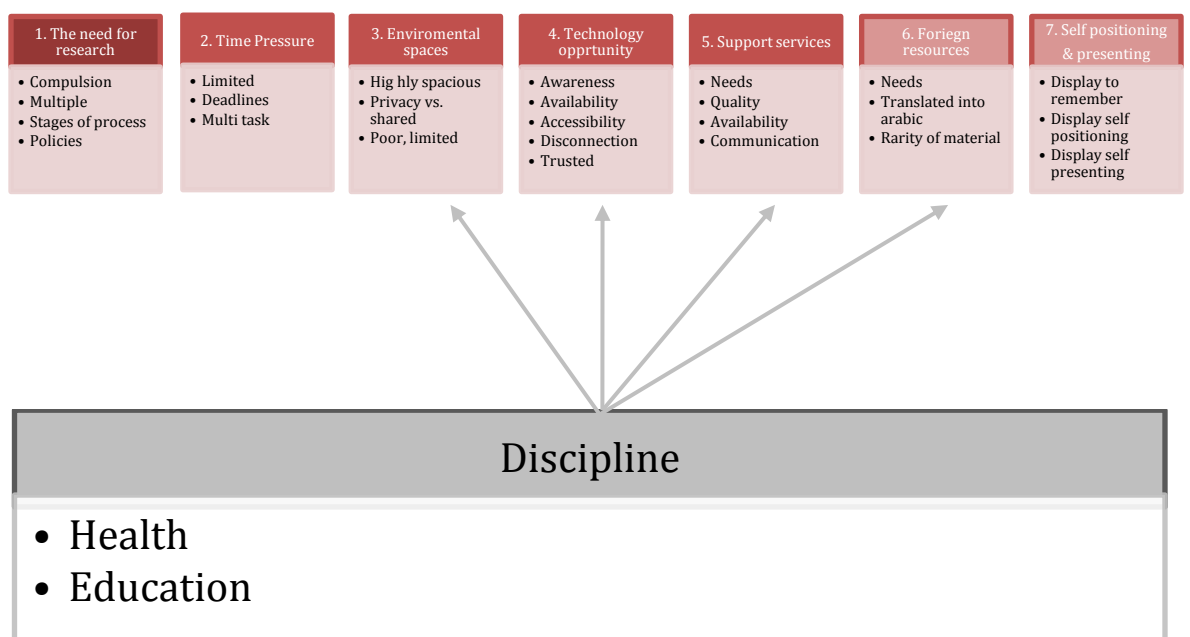 1. The need for
research
• Compulsion
• Multiple
• Stages of process
• Policies
2. Time Pressure
• Limited
• Deadlines
• Multi task
3. Enviromental
spaces
• Hig hly spacious
• Privacy vs.
shared
• Poor, limited
4. Technology
opprtunity
• Awareness
• Availability
• Accessibility
• Disconnection
• Trusted
5. Support services
• Needs
• Quality
• Availability
• Communication
6. Foriegn
resources
• Needs
• Translated into
arabic
• Rarity of material
7. Self positioning
& presenting
• Display to
remember
• Display self
positioning
• Display self
presenting
Discipline
• Health
• Education